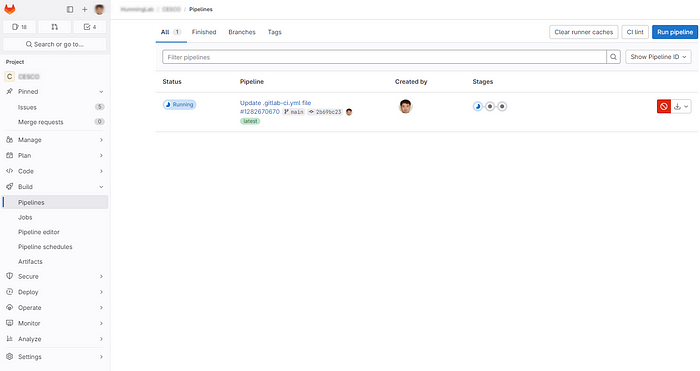 Pipelines
18
4
Search or go to...
All 1
Finished
Branches
Tags
Clear runner caches
CI lint
Run pipeline
Filter pipelines
Show Pipeline ID
Project
C
Pinned
Issues 5
Merge requests 0
Manage
Plan
Code
Build
Pipelines
Jobs
Pipeline editor
Pipeline schedules
Artifacts
Secure
Deploy
Operate
Monitor
Analyze
Settings
Status
Pipeline
Created by
Stages
Running
Update .gitlab-ci.yml file
#1282670670 main 2b69bc23
latest